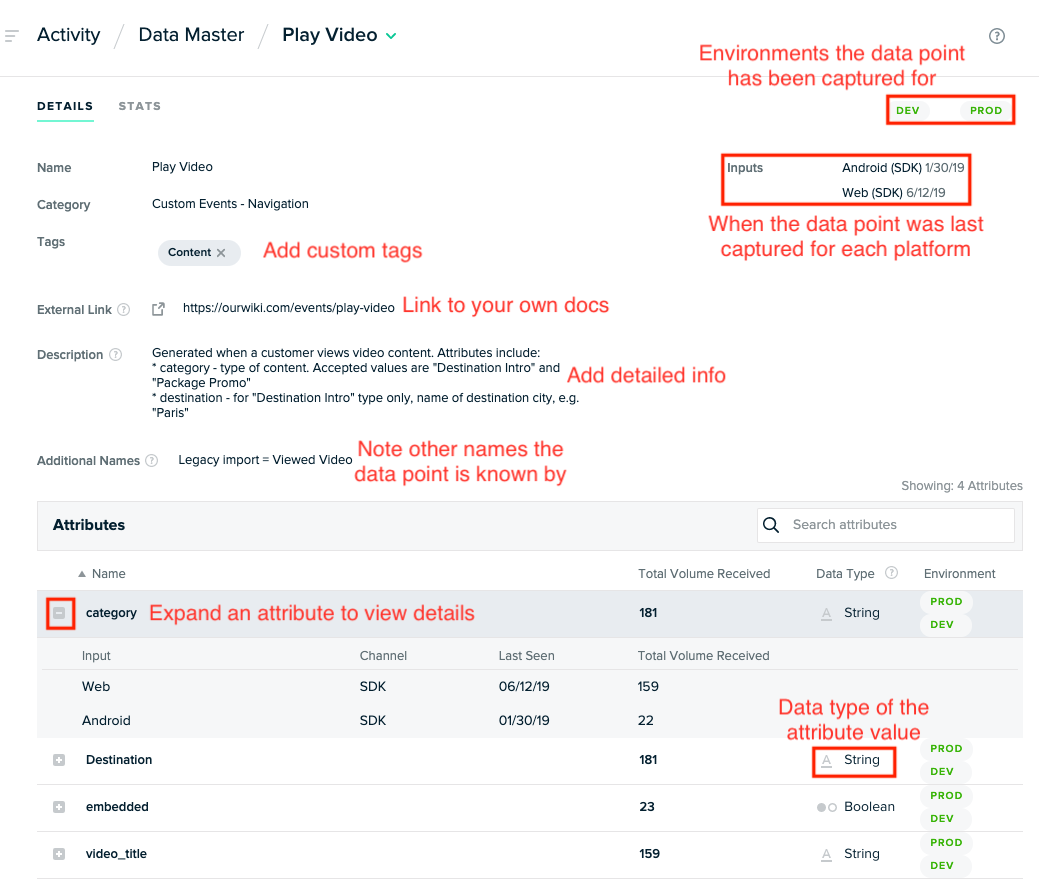 Activity / Data Master / Play Video
?
Environments the data point
has been captured for
DETAILS STATS
DEV PROD
Name Play Video
Inputs Android (SDK) 1/30/19
Web (SDK) 6/12/19
Category Custom Events - Navigation
When the data point was last
captured for each platform
Tags Content × Add custom tags
External Link ? https://ourwiki.com/events/play-video Link to your own docs
Description ? Generated when a customer views video content. Attributes include:
* category - type of content. Accepted values are "Destination Intro" and
"Package Promo"
* destination - for "Destination Intro" type only, name of destination city, e.g.
"Paris"
Add detailed info
Additional Names ? Legacy import = Viewed Video
Note other names the
data point is known by
Showing: 4 Attributes
Attributes Search attributes
Name Total Volume Received Data Type ? Environment
category Expand an attribute to view details 181 A String PROD
DEV
Input Channel Last Seen Total Volume Received
Web SDK 06/12/19 159
Android SDK 01/30/19 22
Data type of the
attribute value
Destination 181 A String PROD
DEV
embedded 23 Boolean PROD
DEV
video_title 159 A String PROD
DEV